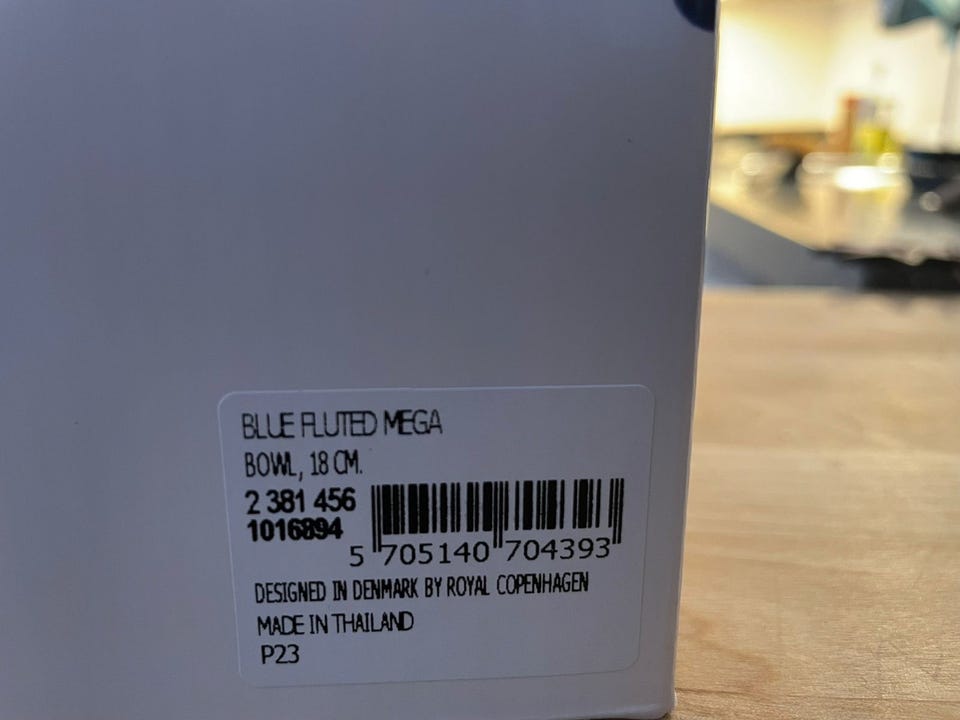 BLUE FLUTED MEGA
BOWL, 18 CM.
2 381 456
1016894
5 705140 704393
DESIGNED IN DENMARK BY ROYAL COPENHAGEN
MADE IN THAILAND
P23